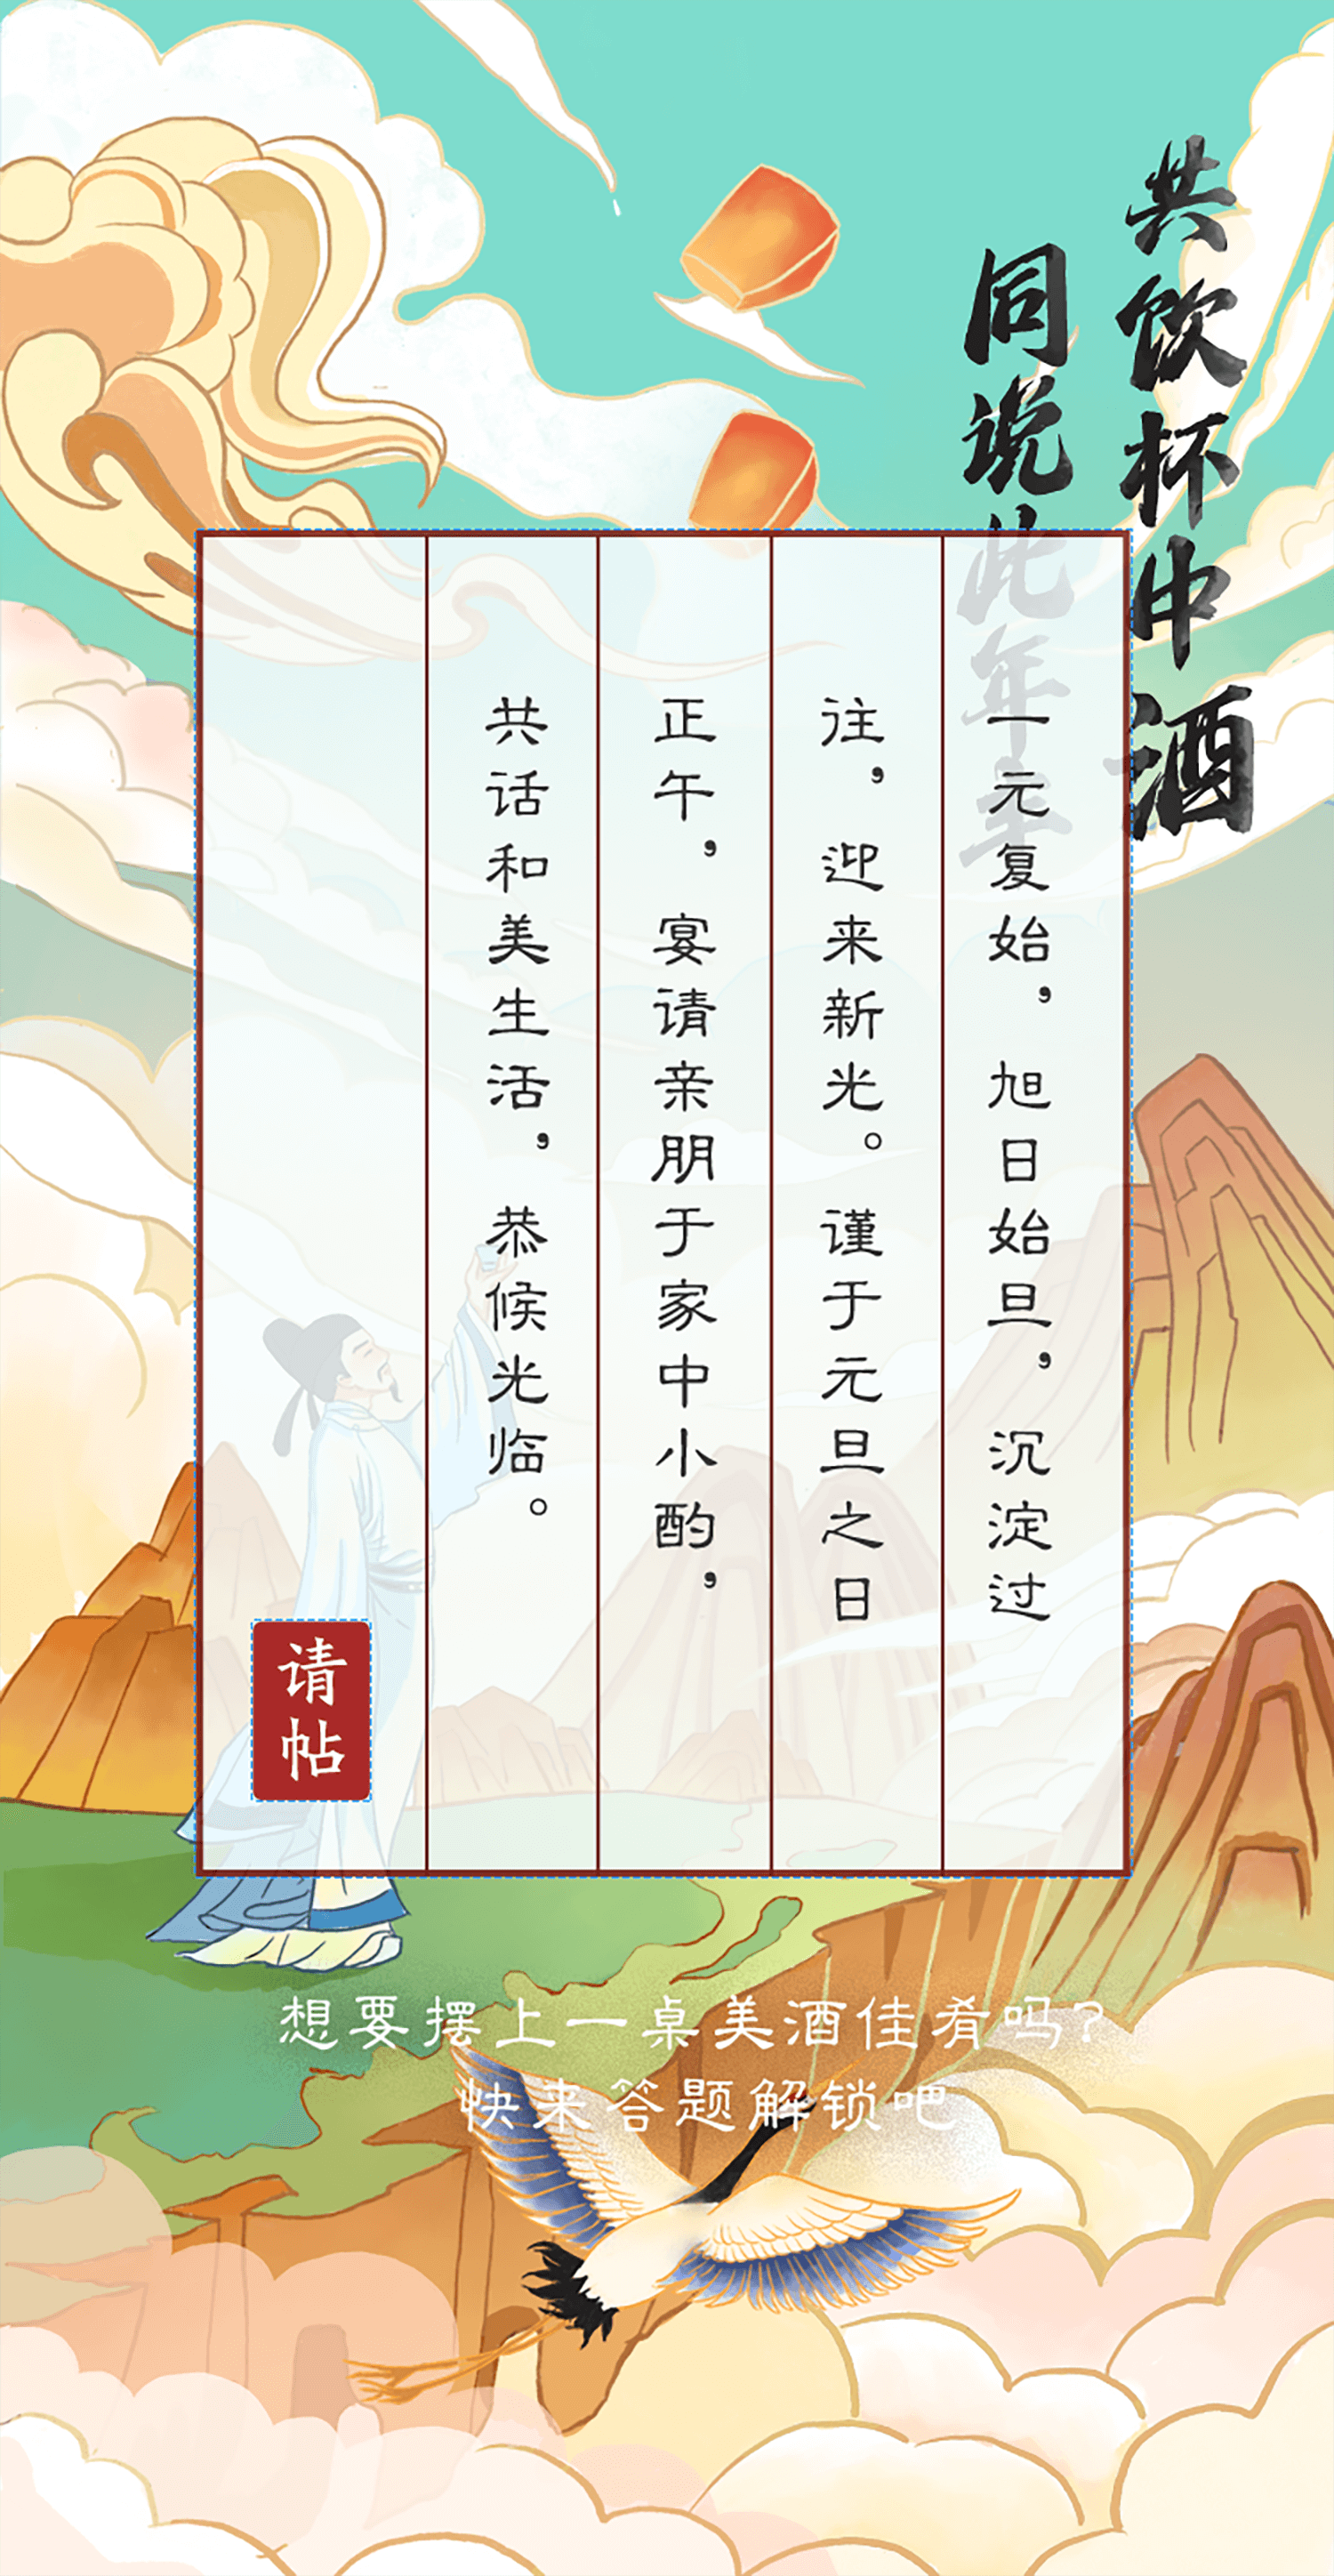 共饮杯中酒
同说此年丰
一元复始，旭日始旦，沉淀过
往，迎来新光。谨于元旦之日
正午，宴请亲朋于家中小酌，
共话和美生活，恭候光临。
请帖
想要摆上一桌美酒佳肴吗？
快来答题解锁吧